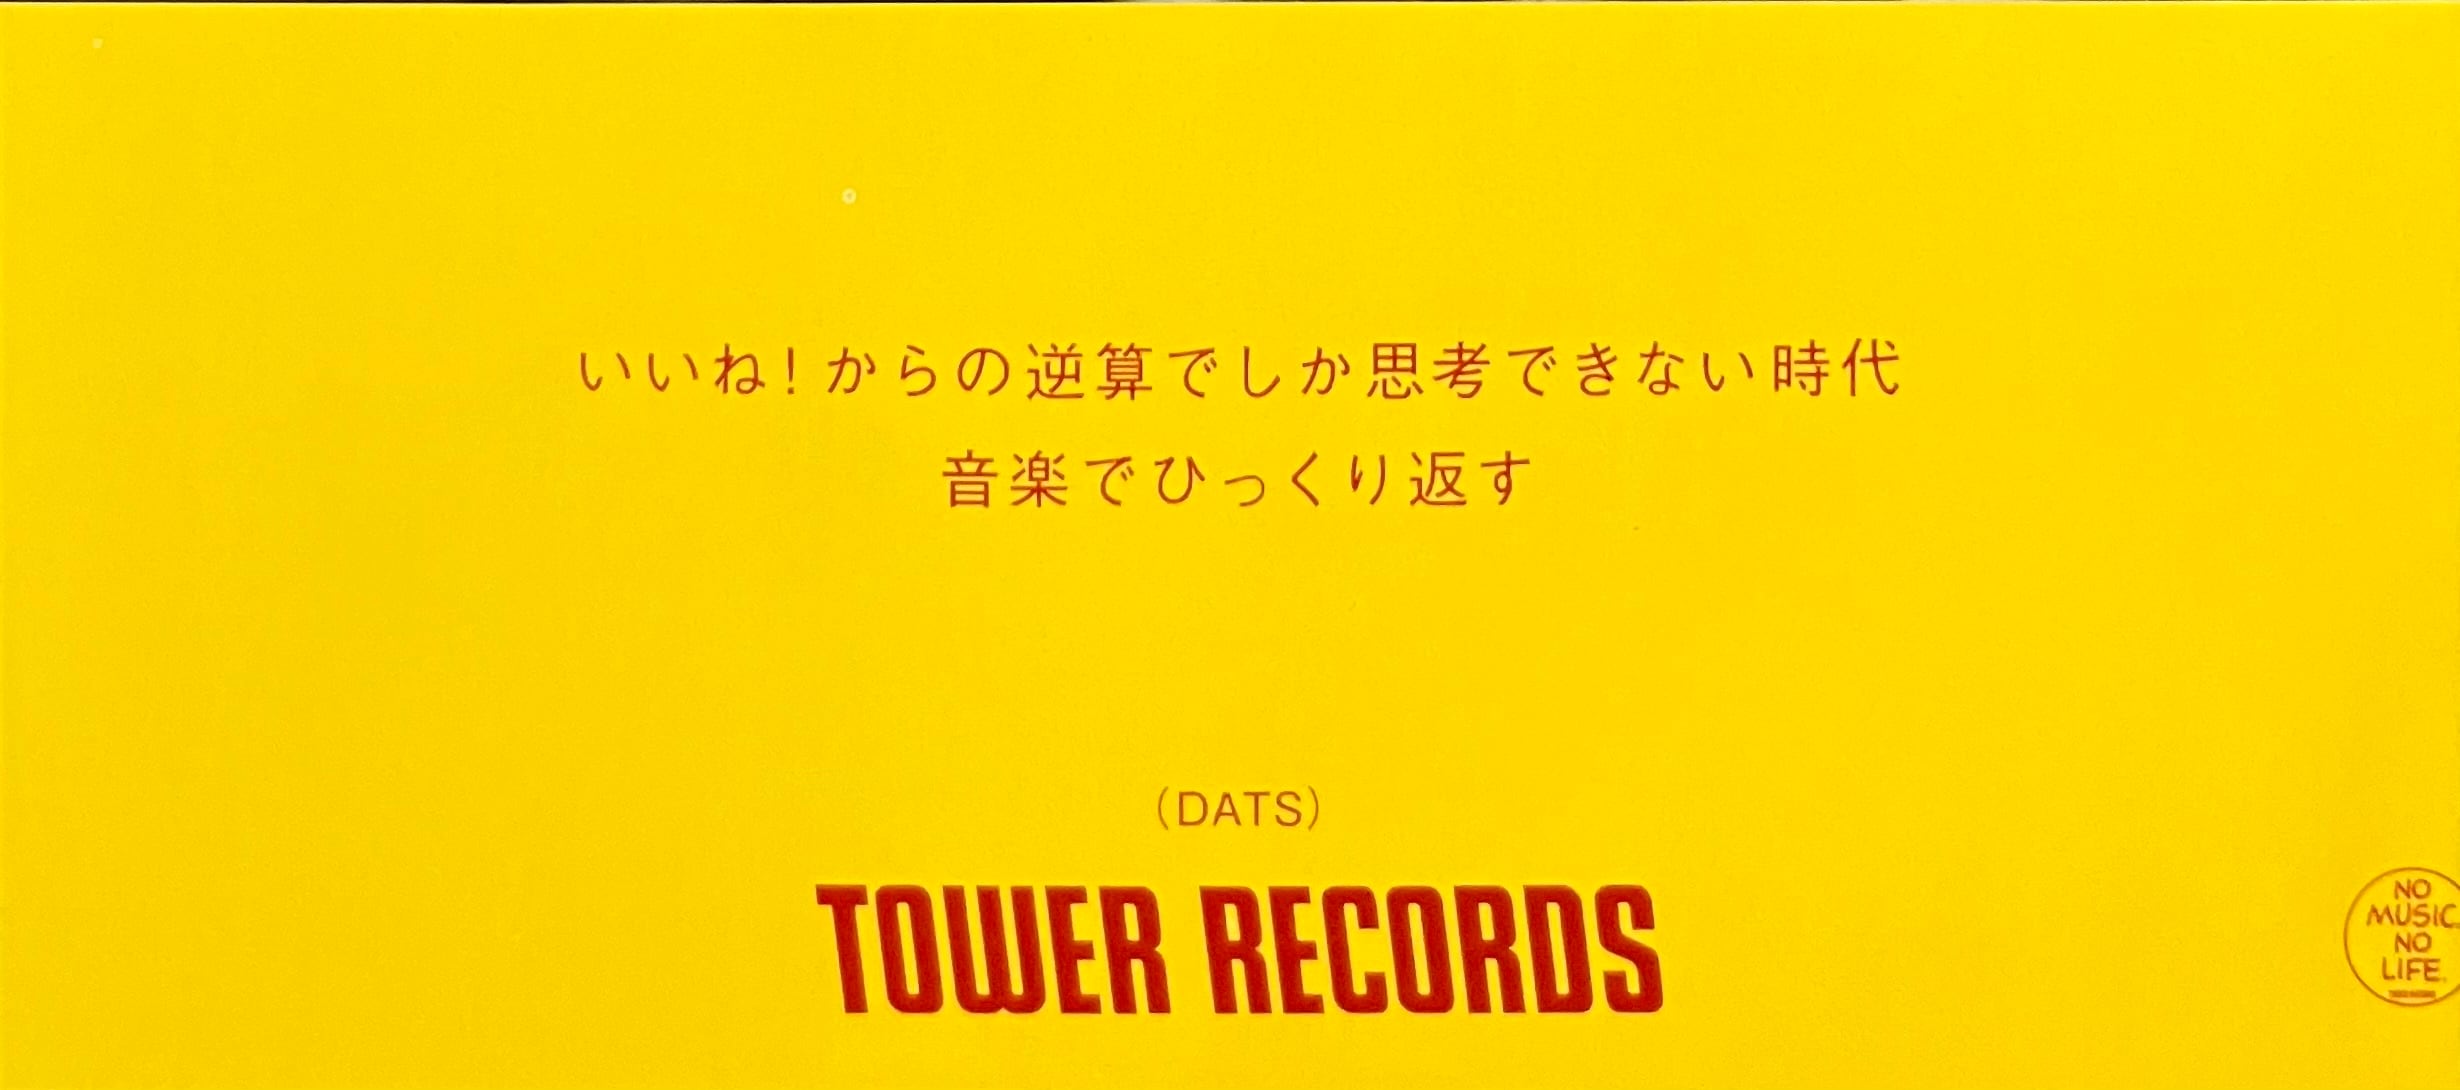 いいね！からの逆算でしか思考できない時代
音楽でひっくり返す
（DATS）
TOWER RECORDS
NO
MUSIC,
NO
LIFE.